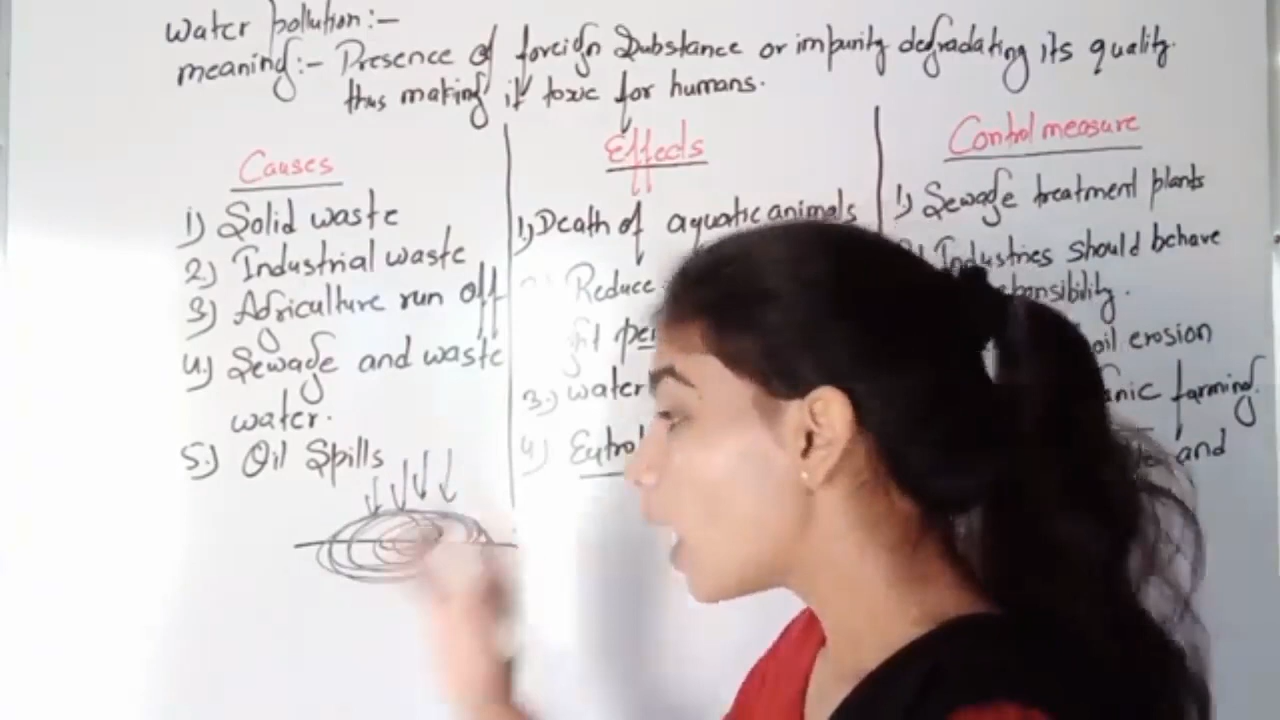 Water pollution :-
meaning :- Presence of foreign Substance or impurity degradating its quality
thus making it toxic for humans.
Causes
1) Solid waste
2) Industrial waste
3) Agriculture run off
4) Sewage and waste
water.
5.) Oil Spills
Effects
1) Death of aquatic animals
Reduce
3.) water
4)
Control measure
1) Sewage treatment plants
Industries should behave
erosion
farming.
and